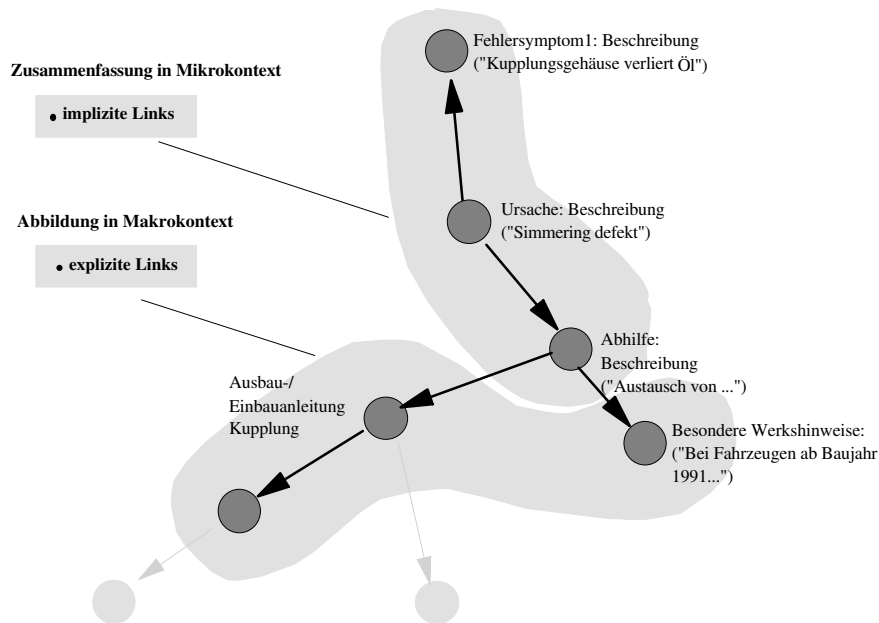 Fehlersymptom1: Beschreibung
("Kupplungsgehäuse verliert Öl")
Zusammenfassung in Mikrokontext
• implizite Links
Ursache: Beschreibung
("Simmering defekt")
Abbildung in Makrokontext
• explizite Links
Abhilfe:
Beschreibung
("Austausch von ...")
Ausbau-/
Einbauanleitung
Kupplung
Besondere Werkshinweise:
("Bei Fahrzeugen ab Baujahr
1991...")